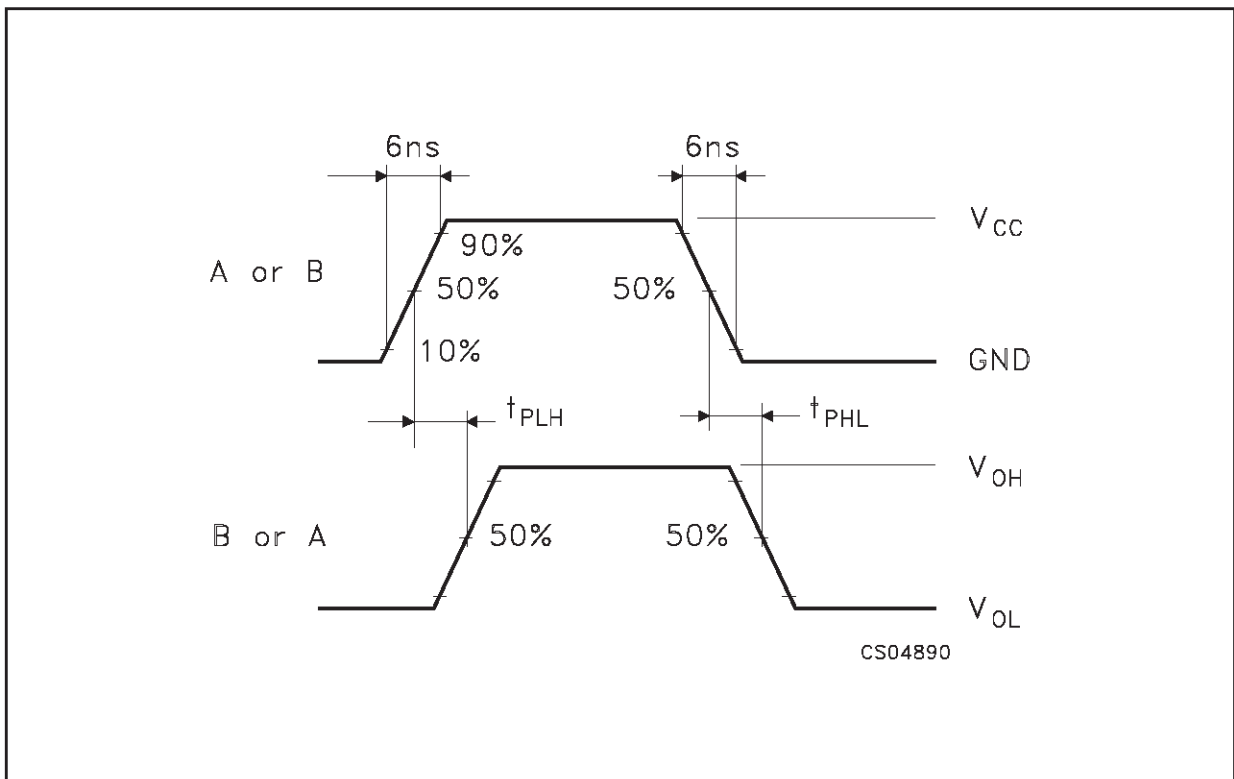 6ns 6ns
V_CC
90%
A or B
50% 50%
10%
GND
t_PLH t_PHL
V_OH
50% 50%
B or A
V_OL
CS04890